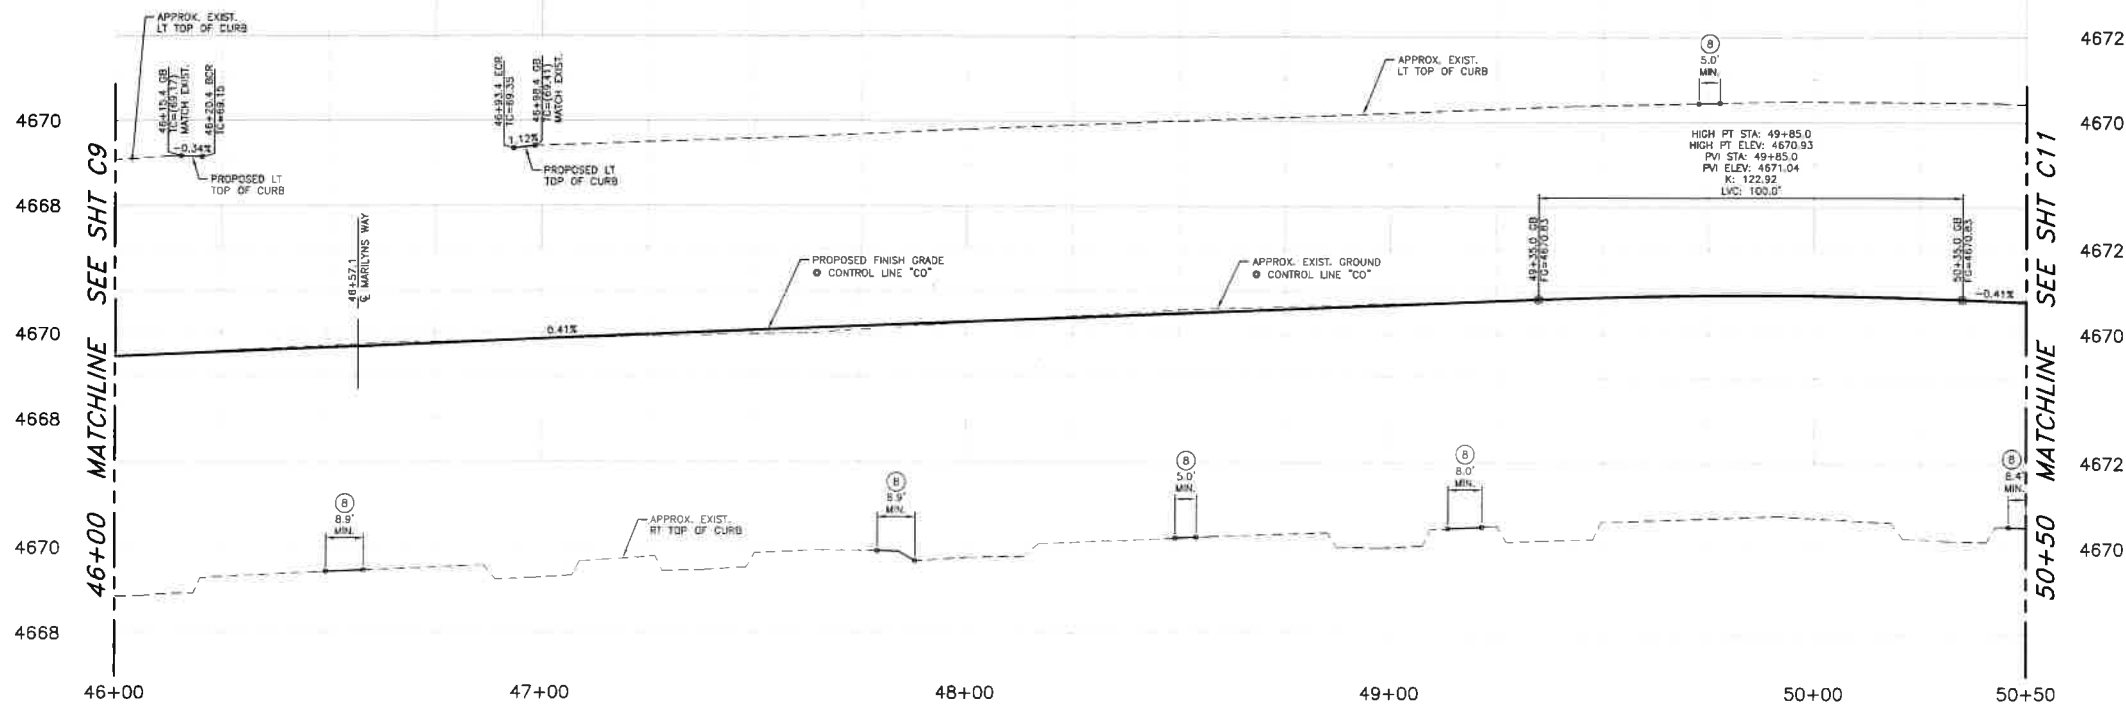 APPROX. EXIST.
LT TOP OF CURB
46+15.4 GB
TC=(69.17)
MATCH EXIST.
46+20.4 BCR
TC=69.15
-0.34%
PROPOSED LT
TOP OF CURB
46+93.4 ECR
TC=69.35
46+98.4 GB
TC=(69.41)
MATCH EXIST.
1.12%
PROPOSED LT
TOP OF CURB
APPROX. EXIST.
LT TOP OF CURB
8
5.0'
MIN.
HIGH PT STA: 49+85.0
HIGH PT ELEV: 4670.93
PVI STA: 49+85.0
PVI ELEV: 4671.04
K: 122.92
LVC: 100.0'
4670
4668
4672
4670
46+57.1
℄ MARILYNS WAY
0.41%
PROPOSED FINISH GRADE
@ CONTROL LINE "CO"
APPROX. EXIST. GROUND
@ CONTROL LINE "CO"
49+35.0 GB
FG=4670.83
50+35.0 GB
FG=4670.83
-0.41%
4670
4668
4672
4670
8
8.9'
MIN.
APPROX. EXIST.
RT TOP OF CURB
8
8.9'
MIN.
8
5.0'
MIN.
8
8.0'
MIN.
8
8.4'
MIN.
4670
4668
4672
4670
46+00 MATCHLINE SEE SHT C9
50+50 MATCHLINE SEE SHT C11
46+00
47+00
48+00
49+00
50+00
50+50